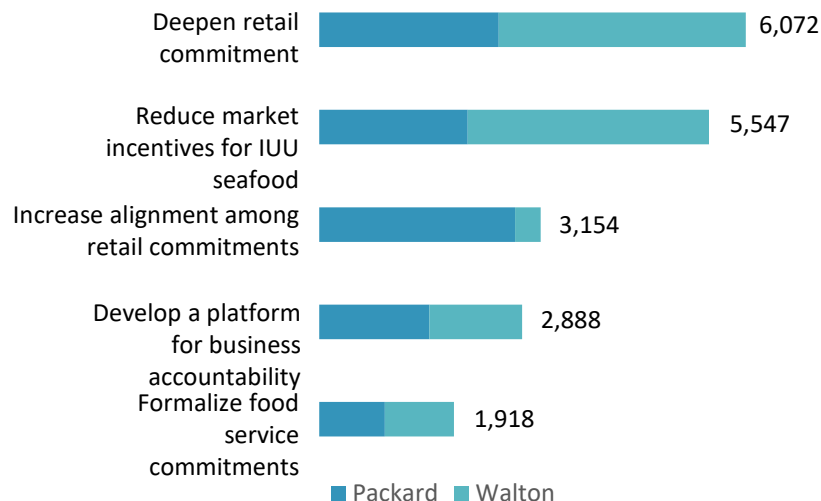 Deepen retail
commitment
6,072
Reduce market
incentives for IUU
seafood
5,547
Increase alignment among
retail commitments
3,154
Develop a platform
for business
accountability
2,888
Formalize food
service
commitments
1,918
Packard Walton